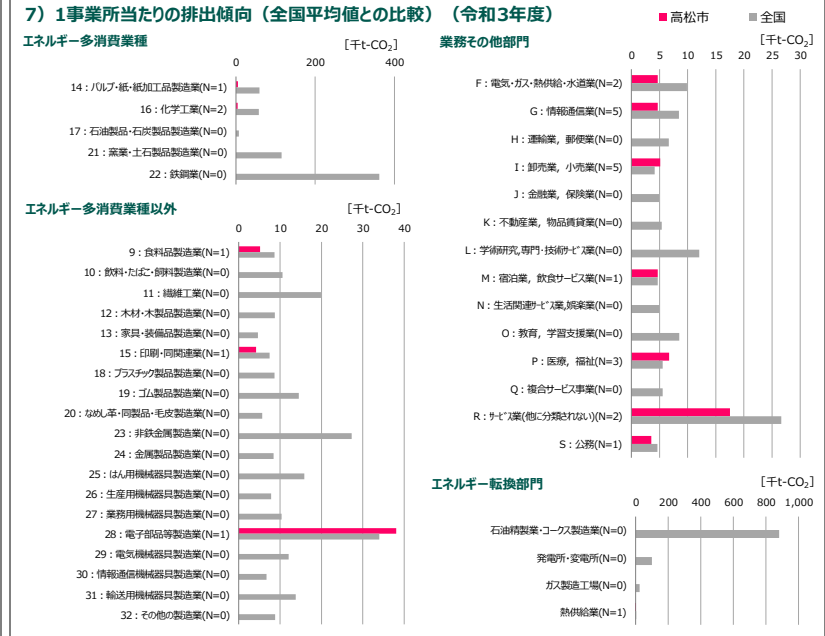 7）1事業所当たりの排出傾向（全国平均値との比較）（令和3年度）
■高松市 ■全国
エネルギー多消費業種
［千t-CO₂］
0 200 400
14：パルプ・紙・紙加工品製造業(N=1)
16：化学工業(N=2)
17：石油製品・石炭製品製造業(N=0)
21：窯業・土石製品製造業(N=0)
22：鉄鋼業(N=0)
エネルギー多消費業種以外
［千t-CO₂］
0 10 20 30 40
9：食料品製造業(N=1)
10：飲料・たばこ・飼料製造業(N=0)
11：繊維工業(N=0)
12：木材・木製品製造業(N=0)
13：家具・装備品製造業(N=0)
15：印刷・同関連業(N=1)
18：プラスチック製品製造業(N=0)
19：ゴム製品製造業(N=0)
20：なめし革・同製品・毛皮製造業(N=0)
23：非鉄金属製造業(N=0)
24：金属製品製造業(N=0)
25：はん用機械器具製造業(N=0)
26：生産用機械器具製造業(N=0)
27：業務用機械器具製造業(N=0)
28：電子部品等製造業(N=1)
29：電気機械器具製造業(N=0)
30：情報通信機械器具製造業(N=0)
31：輸送用機械器具製造業(N=0)
32：その他の製造業(N=0)
業務その他部門
［千t-CO₂］
0 5 10 15 20 25 30
F：電気・ガス・熱供給・水道業(N=2)
G：情報通信業(N=5)
H：運輸業，郵便業(N=0)
I：卸売業，小売業(N=5)
J：金融業，保険業(N=0)
K：不動産業，物品賃貸業(N=0)
L：学術研究,専門・技術ｻｰﾋﾞｽ業(N=0)
M：宿泊業，飲食サービス業(N=1)
N：生活関連ｻｰﾋﾞｽ業,娯楽業(N=0)
O：教育，学習支援業(N=0)
P：医療，福祉(N=3)
Q：複合サービス事業(N=0)
R：ｻｰﾋﾞｽ業(他に分類されない)(N=2)
S：公務(N=1)
エネルギー転換部門
［千t-CO₂］
0 200 400 600 800 1,000
石油精製業・コークス製造業(N=0)
発電所・変電所(N=0)
ガス製造工場(N=0)
熱供給業(N=1)